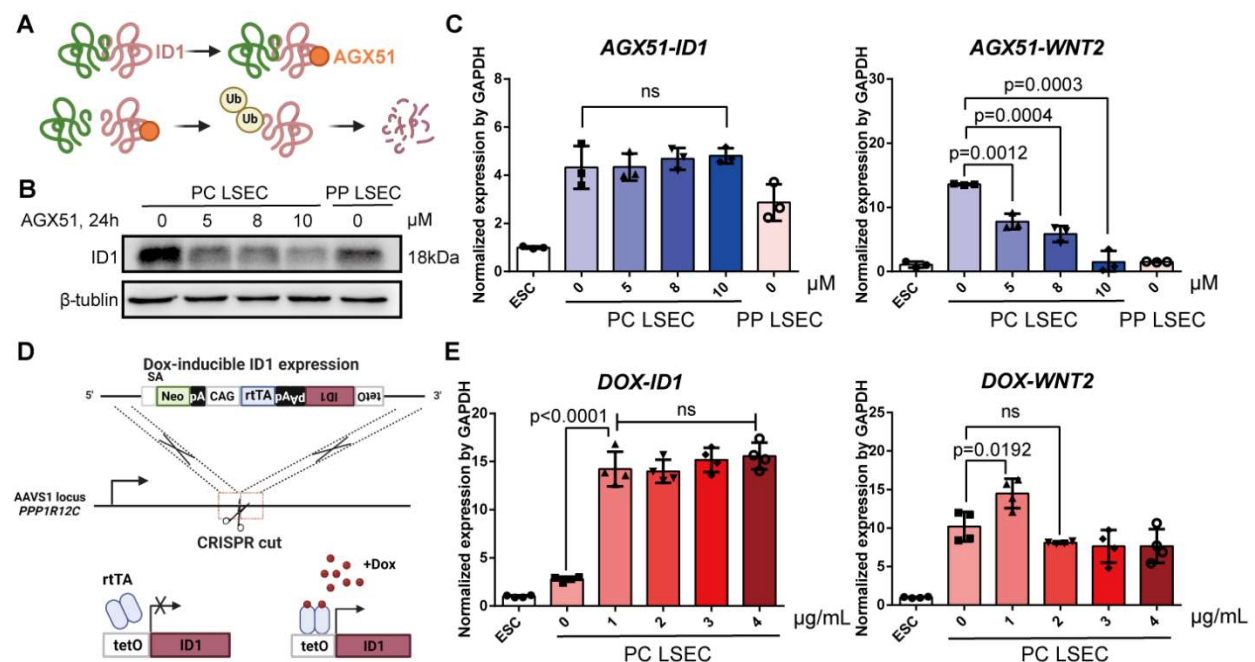 A
ID1
AGX51
Ub
Ub
B
PC LSEC PP LSEC
AGX51, 24h 0 5 8 10 0 μM
ID1 18kDa
β-tublin
C
AGX51-ID1
Normalized expression by GAPDH
8
6
4
2
0
ns
ESC 0 5 8 10 0 μM
PC LSEC PP LSEC
AGX51-WNT2
Normalized expression by GAPDH
30
20
10
0
p=0.0003
p=0.0004
p=0.0012
ESC 0 5 8 10 0 μM
PC LSEC PP LSEC
D
Dox-inducible ID1 expression
SA
5' Neo pA CAG rtTA pA pA ID1 tetO 3'
AAVS1 locus
PPP1R12C
CRISPR cut
rtTA
+Dox
tetO ID1
tetO ID1
E
DOX-ID1
Normalized expression by GAPDH
20
15
10
5
0
p<0.0001
ns
ESC 0 1 2 3 4 μg/mL
PC LSEC
DOX-WNT2
Normalized expression by GAPDH
25
20
15
10
5
0
ns
p=0.0192
ESC 0 1 2 3 4 μg/mL
PC LSEC